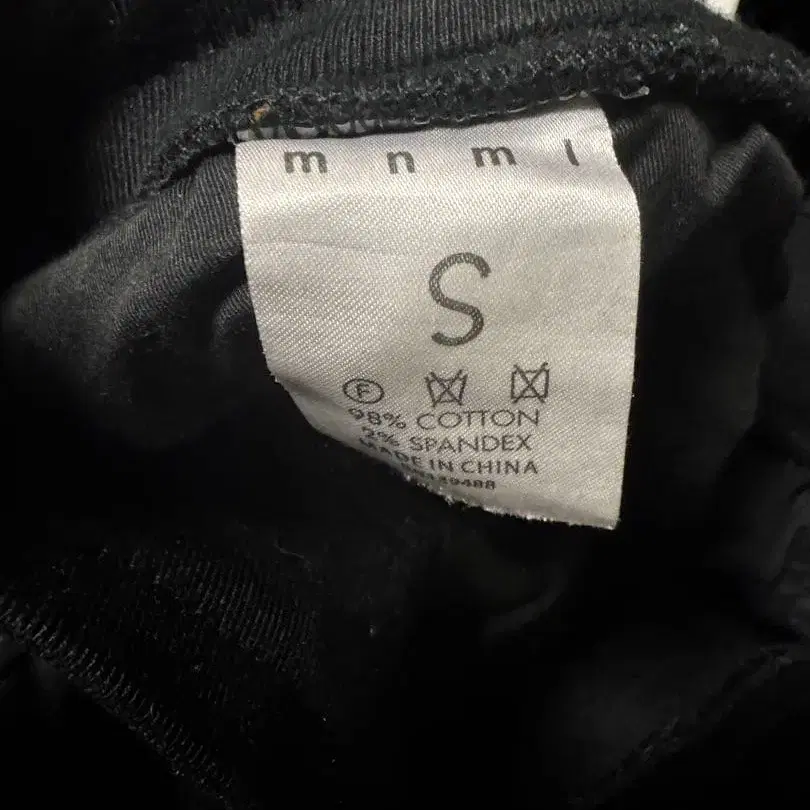 m n m l
S
F
98% COTTON
2% SPANDEX
MADE IN CHINA